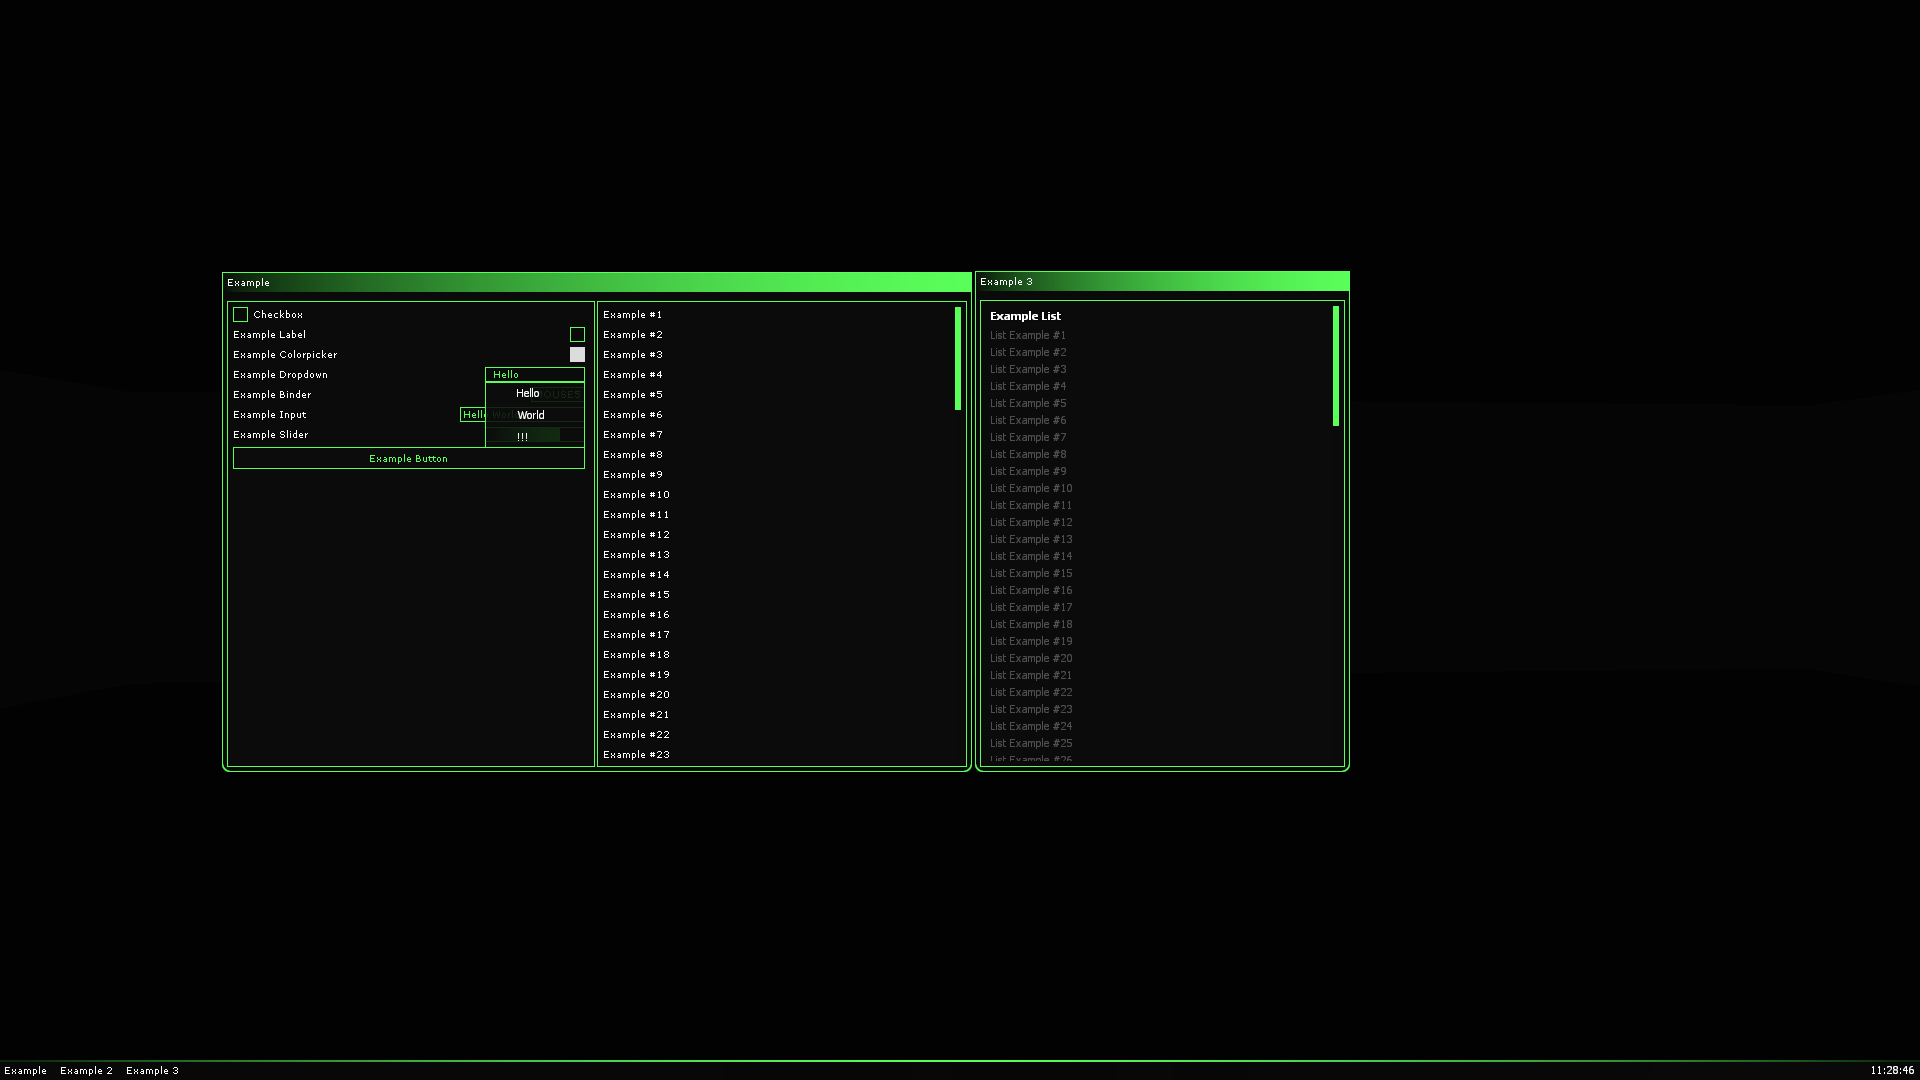 Example
Checkbox
Example Label
Example Colorpicker
Example Dropdown
Hello
Hello
Example Binder
Example Input
Hello
World
Example Slider
!!!
Example Button
Example #1
Example #2
Example #3
Example #4
Example #5
Example #6
Example #7
Example #8
Example #9
Example #10
Example #11
Example #12
Example #13
Example #14
Example #15
Example #16
Example #17
Example #18
Example #19
Example #20
Example #21
Example #22
Example #23
Example 3
Example List
List Example #1
List Example #2
List Example #3
List Example #4
List Example #5
List Example #6
List Example #7
List Example #8
List Example #9
List Example #10
List Example #11
List Example #12
List Example #13
List Example #14
List Example #15
List Example #16
List Example #17
List Example #18
List Example #19
List Example #20
List Example #21
List Example #22
List Example #23
List Example #24
List Example #25
List Example #26
Example Example 2 Example 3
11:28:46